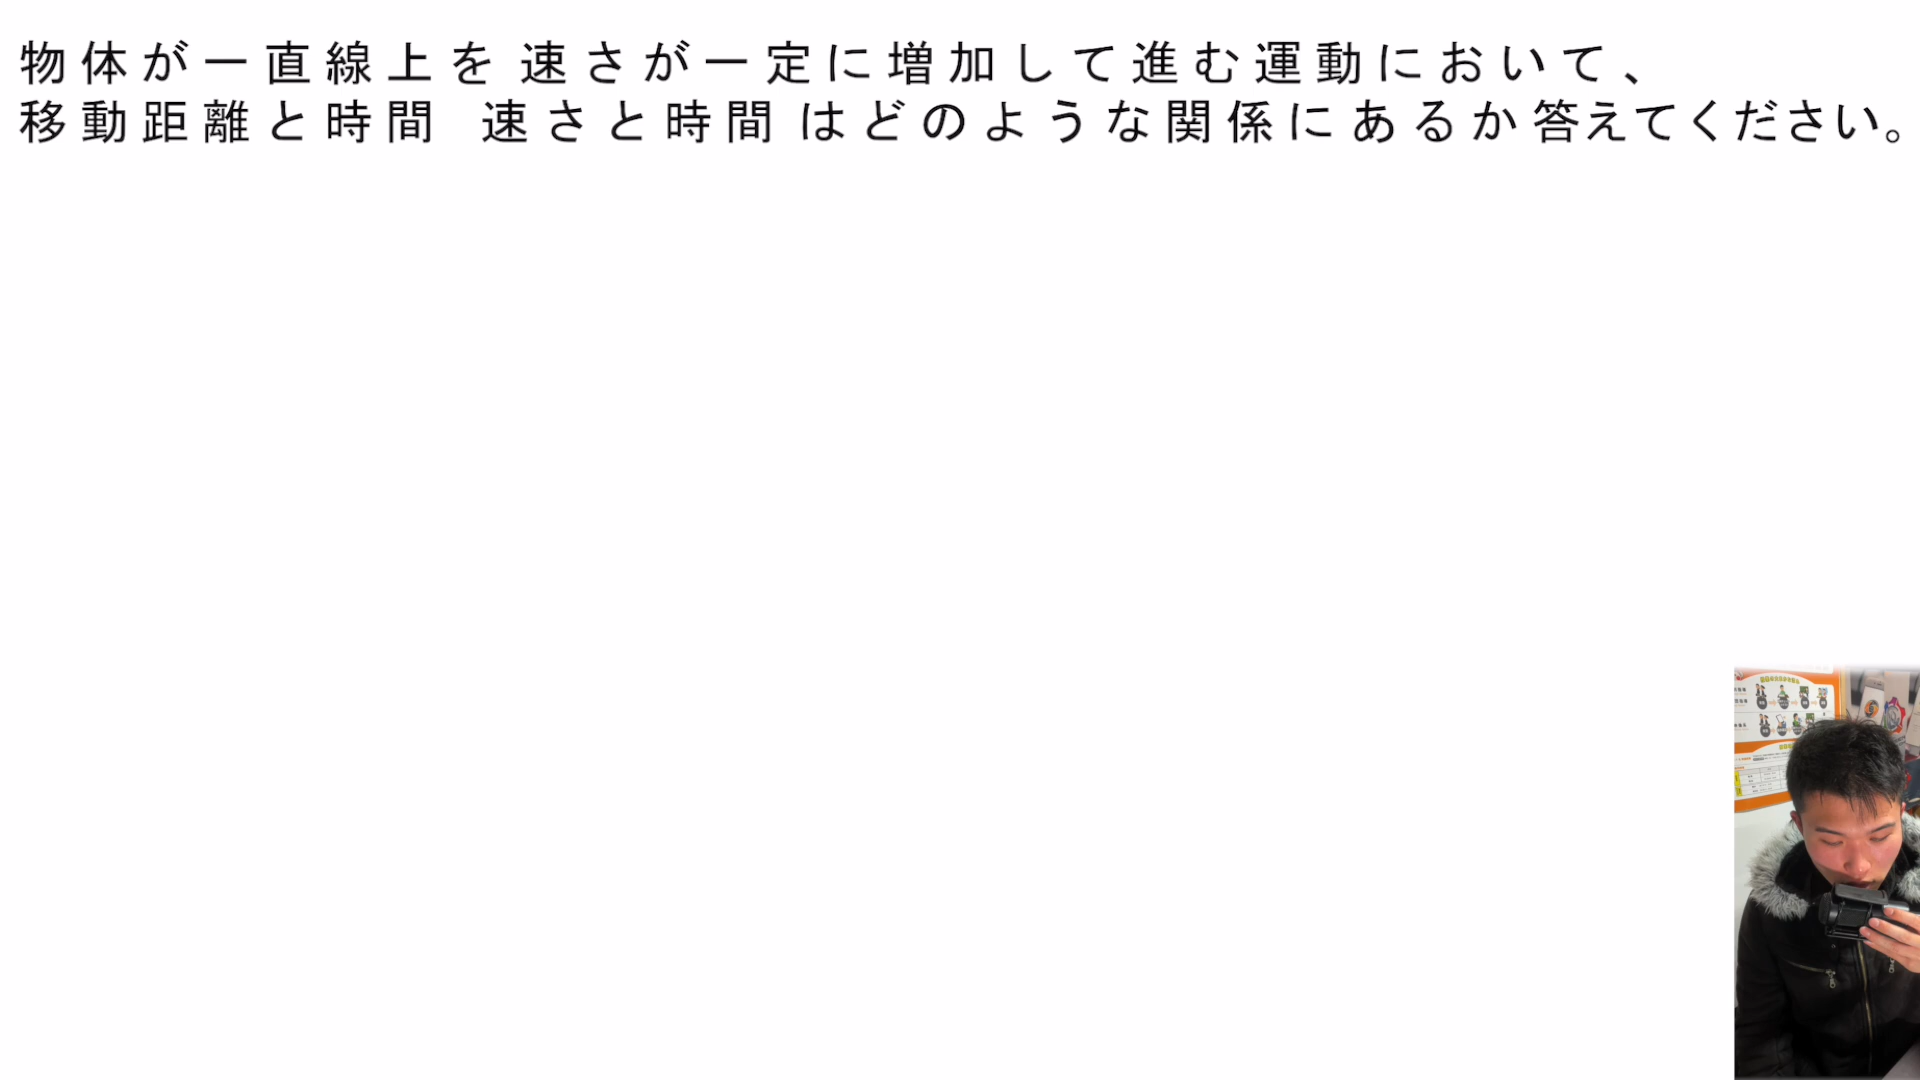 物体が一直線上を 速さが一定に増加して進む運動において、
移動距離と時間 速さと時間 はどのような関係にあるか答えてください。